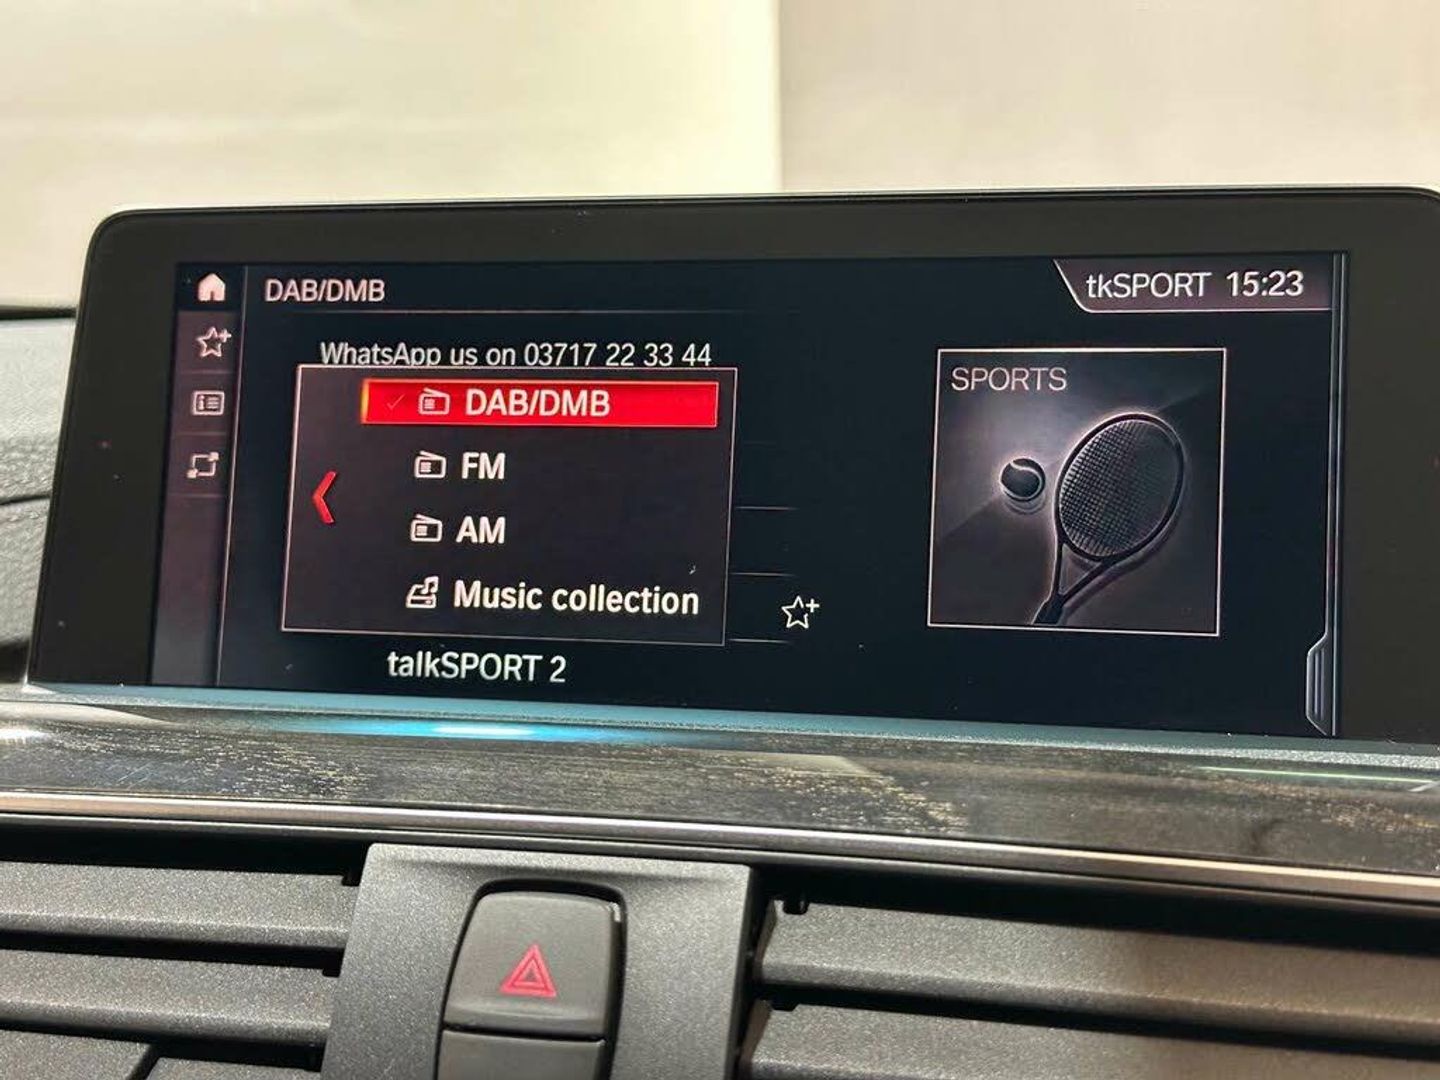 DAB/DMB
tkSPORT 15:23
WhatsApp us on 03717 22 33 44
DAB/DMB
FM
AM
Music collection
talkSPORT 2
SPORTS